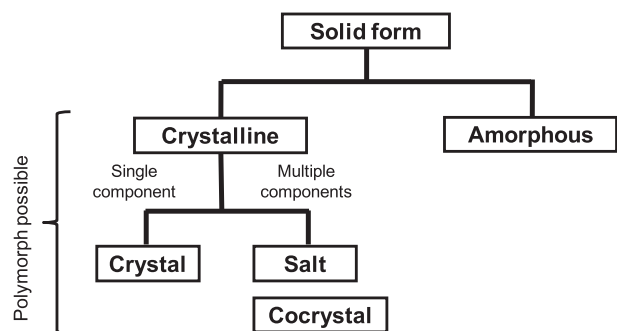 Solid form
Crystalline
Amorphous
Single
component
Multiple
components
Crystal
Salt
Cocrystal
Polymorph possible